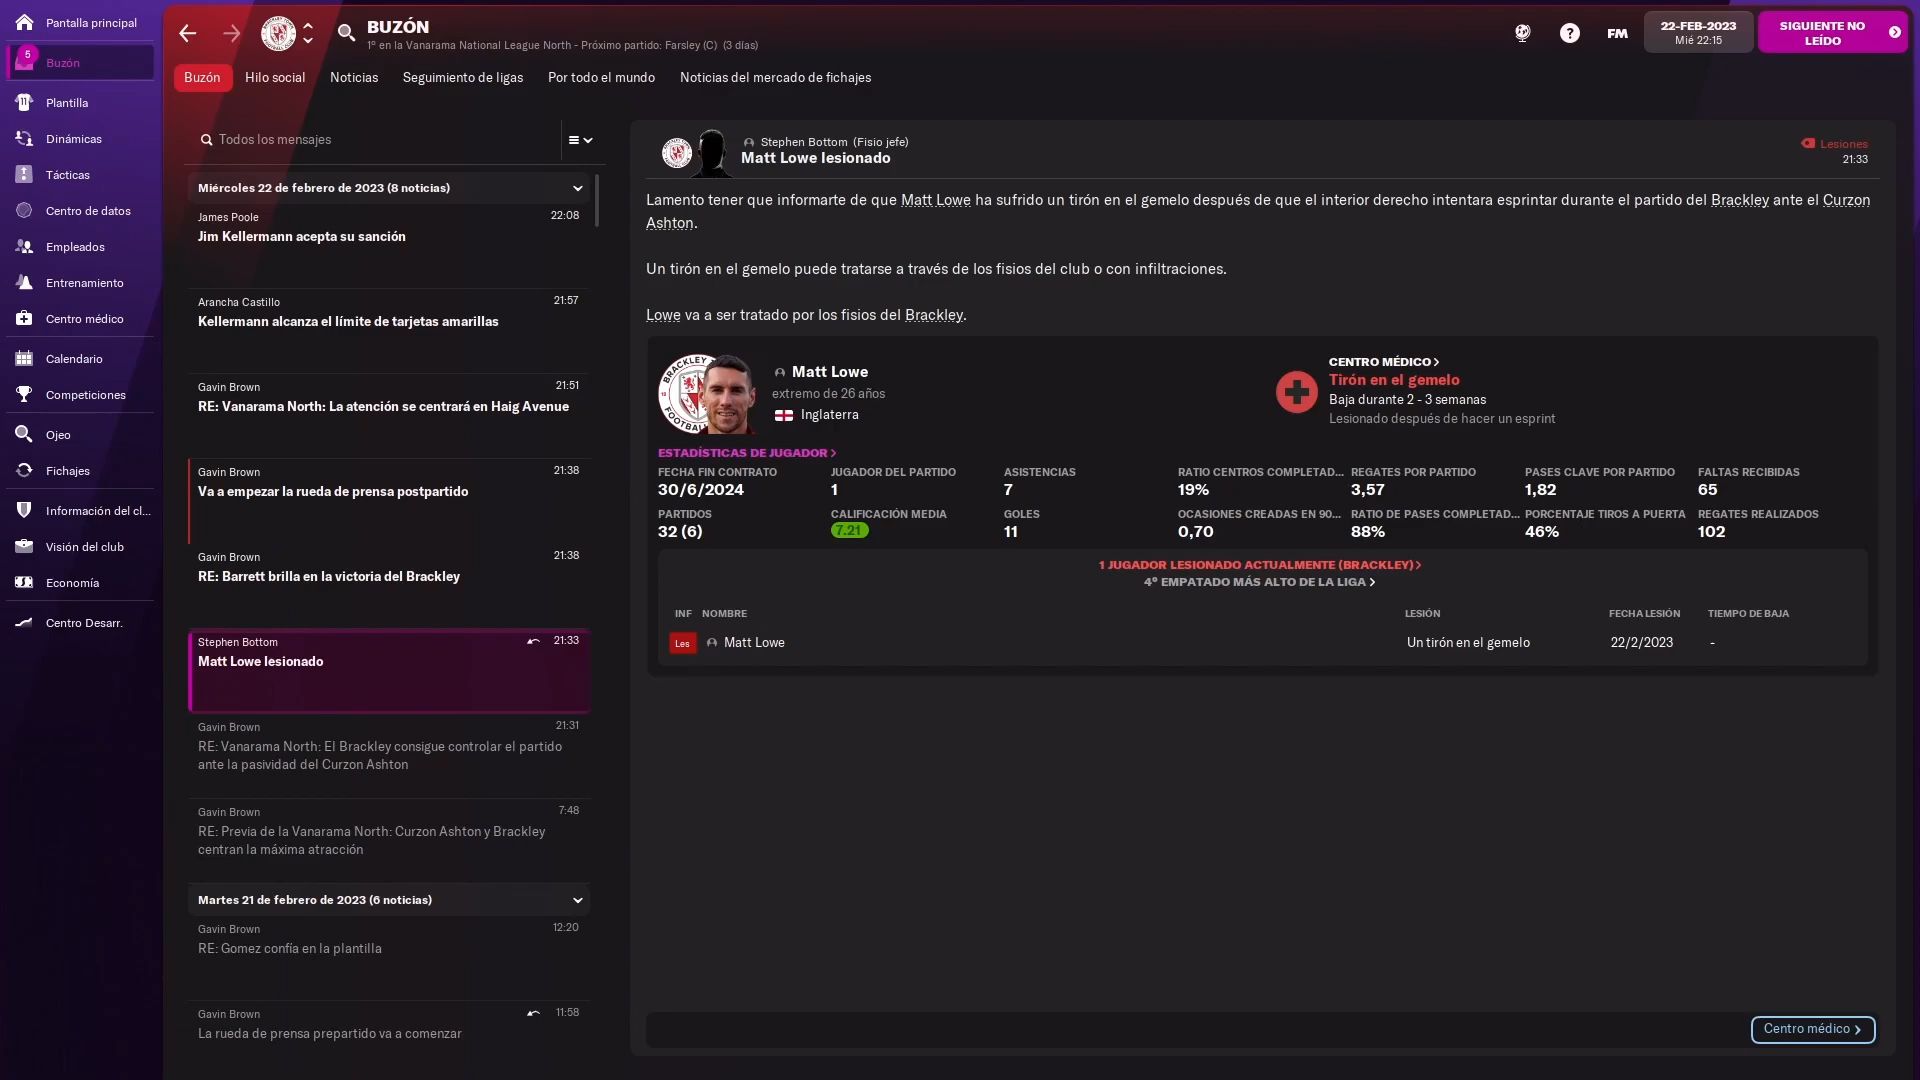 Pantalla principal
5
Buzón
Plantilla
Dinámicas
Tácticas
Centro de datos
Empleados
Entrenamiento
Centro médico
Calendario
Competiciones
Ojeo
Fichajes
Información del cl...
Visión del club
Economía
Centro Desarr.
BUZÓN
1º en la Vanarama National League North - Próximo partido: Farsley (C) (3 días)
FM
22-FEB-2023
Mié 22:15
SIGUIENTE NO
LEÍDO
Buzón
Hilo social
Noticias
Seguimiento de ligas
Por todo el mundo
Noticias del mercado de fichajes
Todos los mensajes
Miércoles 22 de febrero de 2023 (8 noticias)
James Poole 22:08
Jim Kellermann acepta su sanción
Arancha Castillo 21:57
Kellermann alcanza el límite de tarjetas amarillas
Gavin Brown 21:51
RE: Vanarama North: La atención se centrará en Haig Avenue
Gavin Brown 21:38
Va a empezar la rueda de prensa postpartido
Gavin Brown 21:38
RE: Barrett brilla en la victoria del Brackley
Stephen Bottom 21:33
Matt Lowe lesionado
Gavin Brown 21:31
RE: Vanarama North: El Brackley consigue controlar el partido
ante la pasividad del Curzon Ashton
Gavin Brown 7:48
RE: Previa de la Vanarama North: Curzon Ashton y Brackley
centran la máxima atracción
Martes 21 de febrero de 2023 (6 noticias)
Gavin Brown 12:20
RE: Gomez confía en la plantilla
Gavin Brown 11:58
La rueda de prensa prepartido va a comenzar
Stephen Bottom (Fisio jefe)
Matt Lowe lesionado
Lesiones
21:33
Lamento tener que informarte de que Matt Lowe ha sufrido un tirón en el gemelo después de que el interior derecho intentara esprintar durante el partido del Brackley ante el Curzon
Ashton.
Un tirón en el gemelo puede tratarse a través de los fisios del club o con infiltraciones.
Lowe va a ser tratado por los fisios del Brackley.
BRACKLEY
FOOTBALL
Matt Lowe
extremo de 26 años
Inglaterra
CENTRO MÉDICO
Tirón en el gemelo
Baja durante 2 - 3 semanas
Lesionado después de hacer un esprint
ESTADÍSTICAS DE JUGADOR
FECHA FIN CONTRATO JUGADOR DEL PARTIDO ASISTENCIAS RATIO CENTROS COMPLETAD... REGATES POR PARTIDO PASES CLAVE POR PARTIDO FALTAS RECIBIDAS
30/6/2024 1 7 19% 3,57 1,82 65
PARTIDOS CALIFICACIÓN MEDIA GOLES OCASIONES CREADAS EN 90... RATIO DE PASES COMPLETAD... PORCENTAJE TIROS A PUERTA REGATES REALIZADOS
32 (6) 7.21 11 0,70 88% 46% 102
1 JUGADOR LESIONADO ACTUALMENTE (BRACKLEY)
4º EMPATADO MÁS ALTO DE LA LIGA
INF NOMBRE LESIÓN FECHA LESIÓN TIEMPO DE BAJA
Les Matt Lowe Un tirón en el gemelo 22/2/2023 -
Centro médico